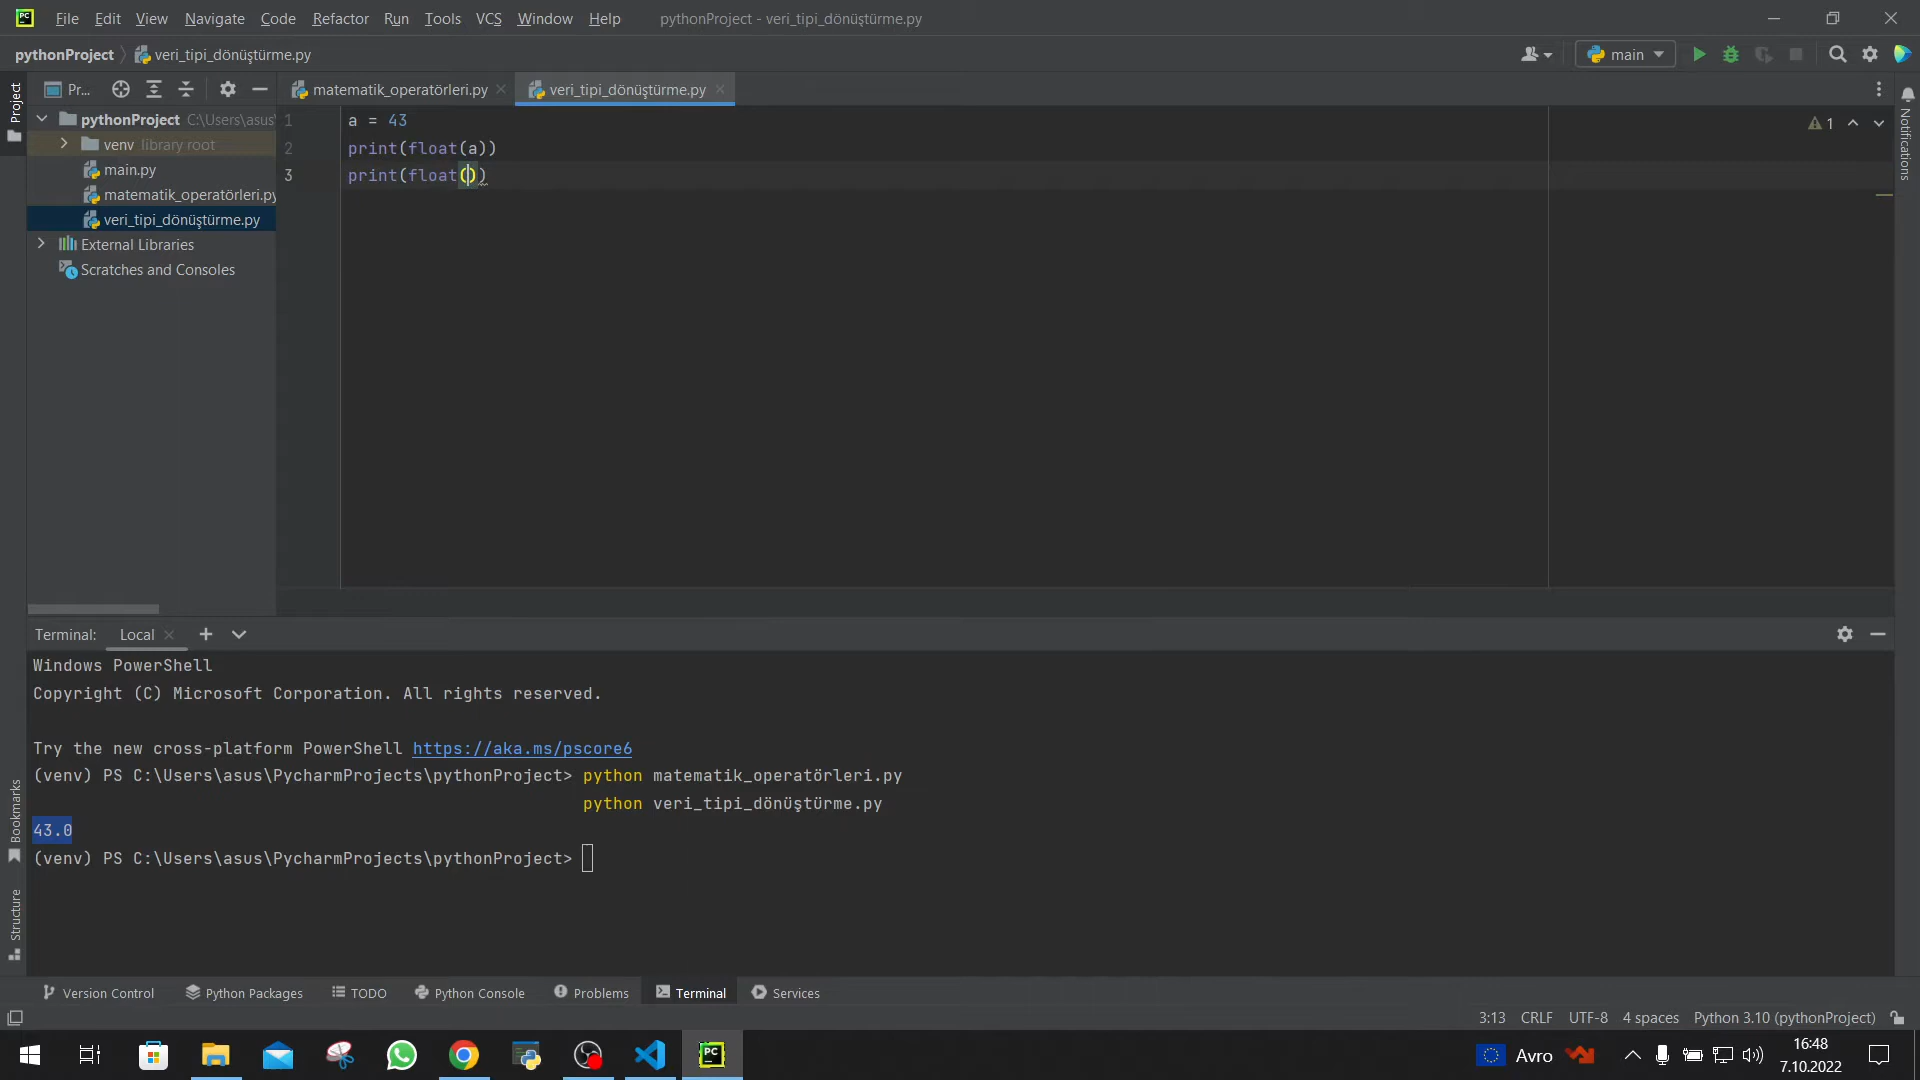 File Edit View Navigate Code Refactor Run Tools VCS Window Help pythonProject - veri_tipi_dönüştürme.py
pythonProject veri_tipi_dönüştürme.py main
Project
Pr...
matematik_operatörleri.py
veri_tipi_dönüştürme.py
pythonProject C:\Users\asus\
venv library root
main.py
matematik_operatörleri.py
veri_tipi_dönüştürme.py
External Libraries
Scratches and Consoles
1 a = 43
2 print(float(a))
3 print(float())
1
Notifications
Terminal: Local
Windows PowerShell
Copyright (C) Microsoft Corporation. All rights reserved.
Try the new cross-platform PowerShell https://aka.ms/pscore6
(venv) PS C:\Users\asus\PycharmProjects\pythonProject> python matematik_operatörleri.py
python veri_tipi_dönüştürme.py
43.0
(venv) PS C:\Users\asus\PycharmProjects\pythonProject>
Bookmarks
Structure
Version Control Python Packages TODO Python Console Problems Terminal Services
3:13 CRLF UTF-8 4 spaces Python 3.10 (pythonProject)
PC
Avro
16:48
7.10.2022